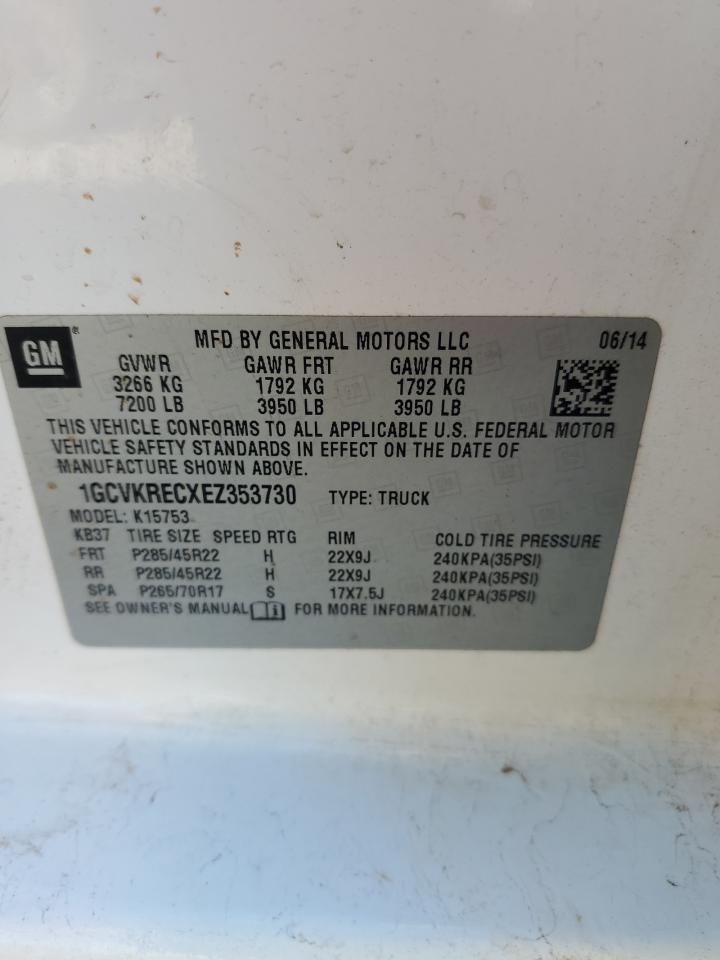 GM ® MFD BY GENERAL MOTORS LLC 06/14
GVWR GAWR FRT GAWR RR
3266 KG 1792 KG 1792 KG
7200 LB 3950 LB 3950 LB
THIS VEHICLE CONFORMS TO ALL APPLICABLE U.S. FEDERAL MOTOR
VEHICLE SAFETY STANDARDS IN EFFECT ON THE DATE OF
MANUFACTURE SHOWN ABOVE.
1GCVKRECXEZ353730 TYPE: TRUCK
MODEL: K15753
KB37 TIRE SIZE SPEED RTG RIM COLD TIRE PRESSURE
FRT P285/45R22 H 22X9J 240KPA(35PSI)
RR P285/45R22 H 22X9J 240KPA(35PSI)
SPA P265/70R17 S 17X7.5J 240KPA(35PSI)
SEE OWNER'S MANUAL FOR MORE INFORMATION.